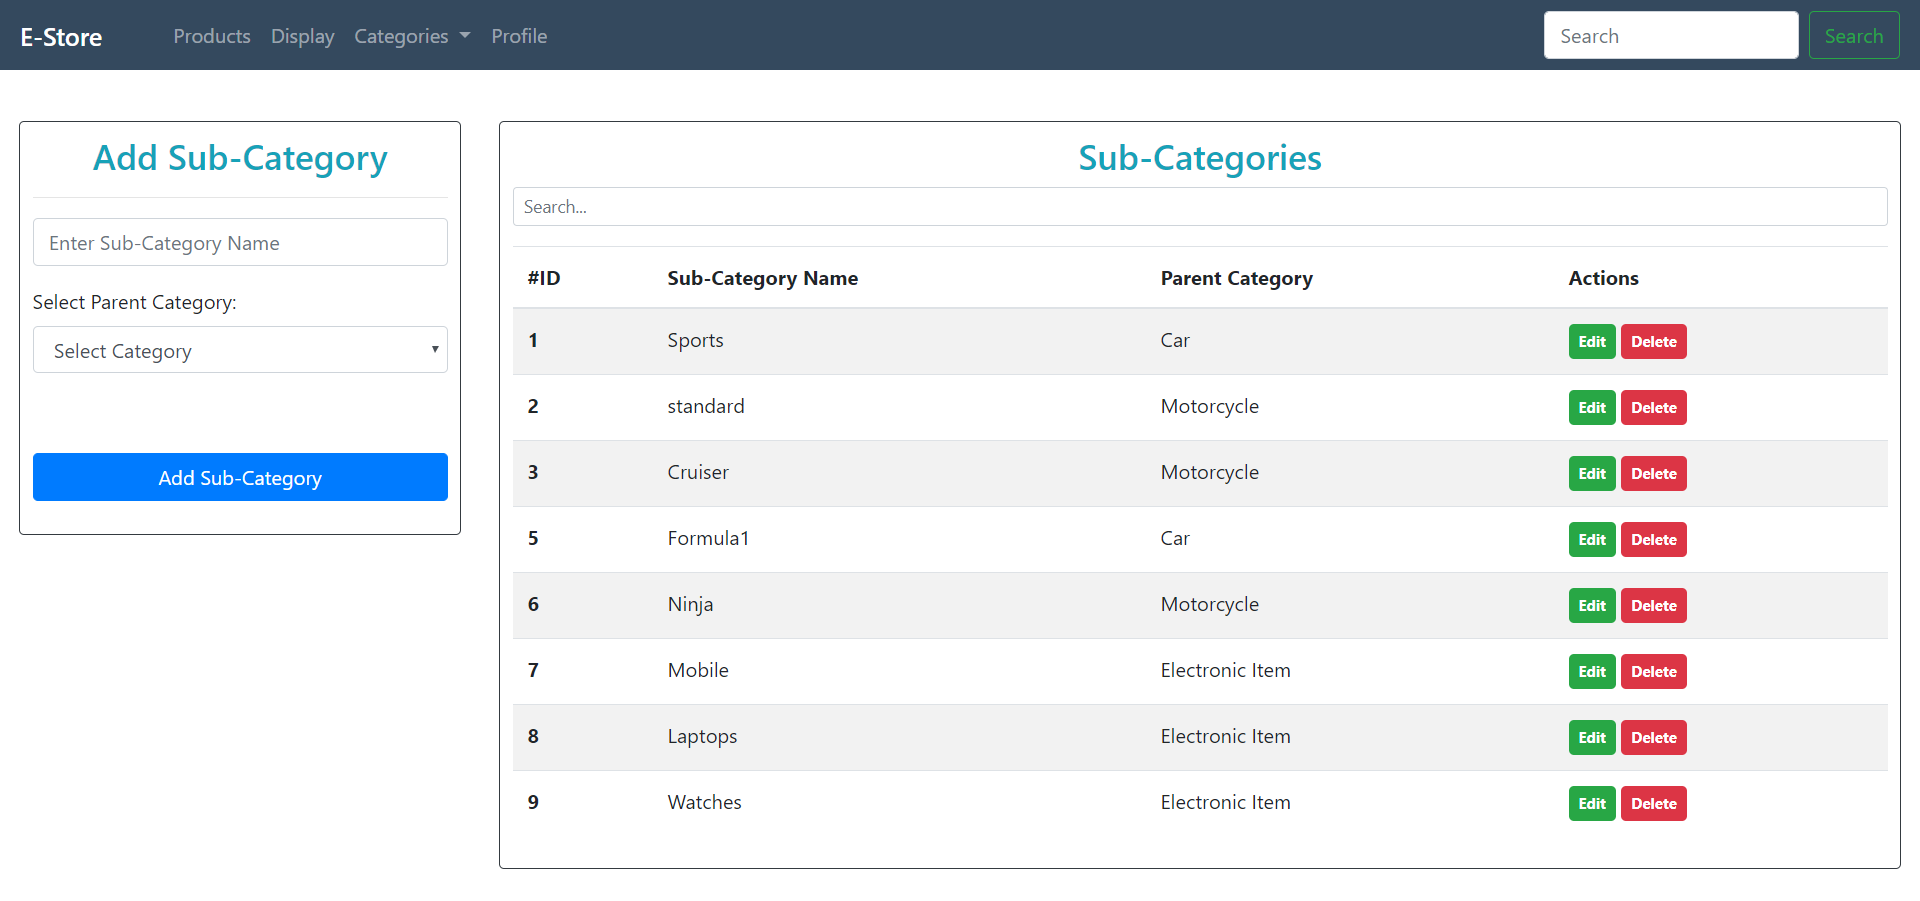 E-Store Products Display Categories Profile Search Search
Add Sub-Category
Enter Sub-Category Name
Select Parent Category:
Select Category
Add Sub-Category
Sub-Categories
Search...
#ID Sub-Category Name Parent Category Actions
1 Sports Car Edit Delete
2 standard Motorcycle Edit Delete
3 Cruiser Motorcycle Edit Delete
5 Formula1 Car Edit Delete
6 Ninja Motorcycle Edit Delete
7 Mobile Electronic Item Edit Delete
8 Laptops Electronic Item Edit Delete
9 Watches Electronic Item Edit Delete